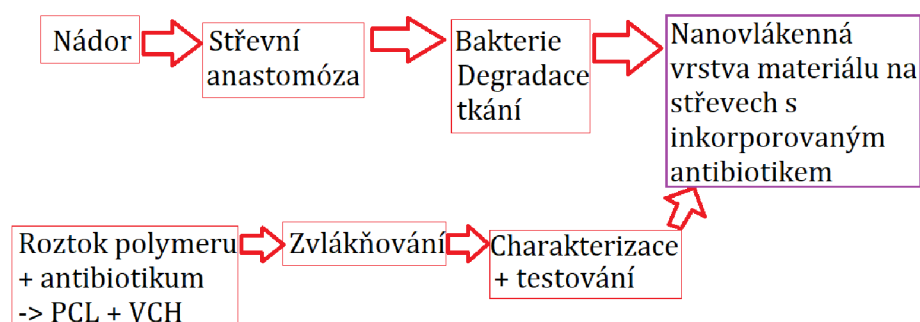 Nádor
Střevní
anastomóza
Bakterie
Degradace
tkání
Nanovlákenná
vrstva materiálu na
střevech s
inkorporovaným
antibiotikem
Roztok polymeru
+ antibiotikum
-> PCL + VCH
Zvlákňování
Charakterizace
+ testování